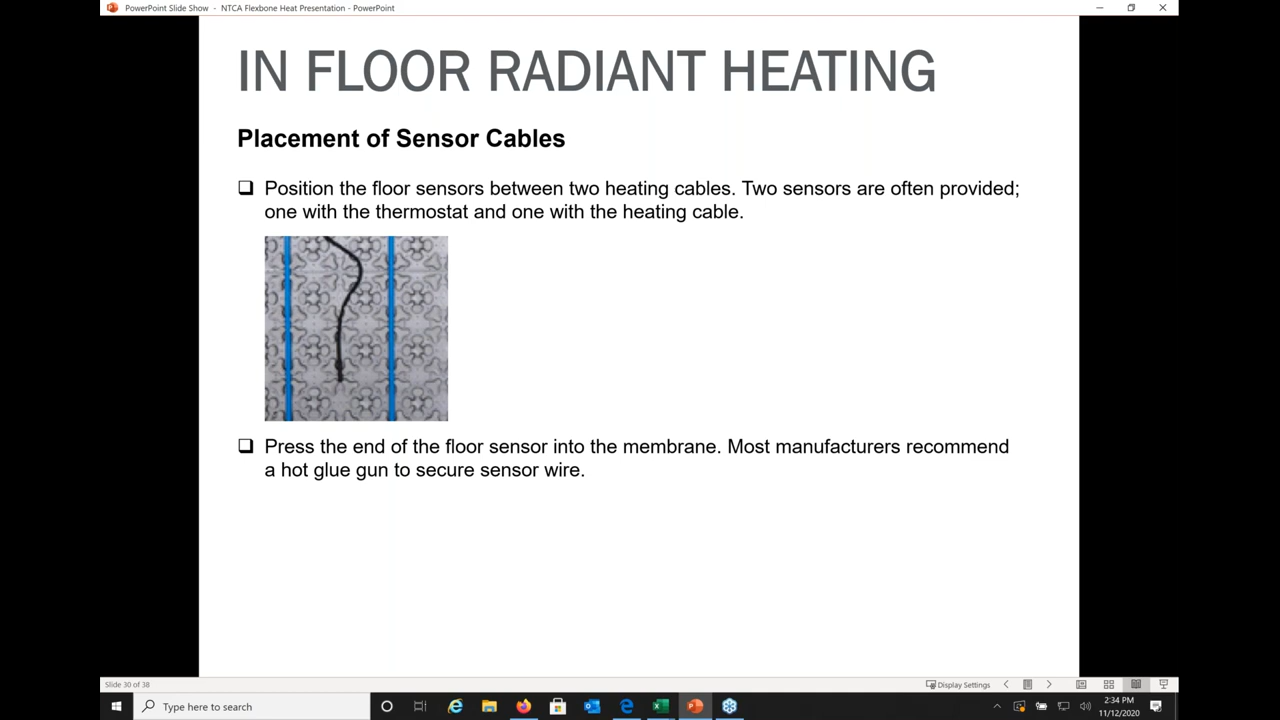 PowerPoint Slide Show - NTCA Flexbone Heat Presentation - PowerPoint
IN FLOOR RADIANT HEATING
Placement of Sensor Cables
Position the floor sensors between two heating cables. Two sensors are often provided;
one with the thermostat and one with the heating cable.
Press the end of the floor sensor into the membrane. Most manufacturers recommend
a hot glue gun to secure sensor wire.
Slide 30 of 38
Display Settings
Type here to search
2:34 PM
11/12/2020